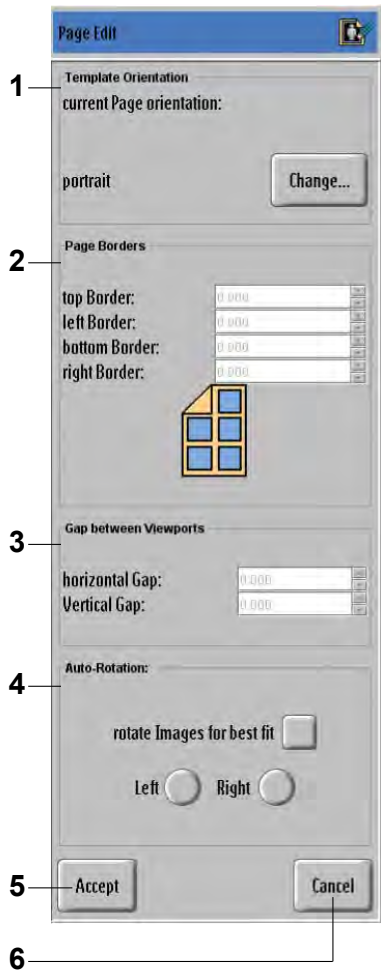 Page Edit
1
Template Orientation
current Page orientation:
portrait
Change...
2
Page Borders
top Border: 0.000
left Border: 0.000
bottom Border: 0.000
right Border: 0.000
3
Gap between Viewports
horizontal Gap: 0.000
Vertical Gap: 0.000
4
Auto-Rotation:
rotate Images for best fit
Left Right
5
Accept
Cancel
6